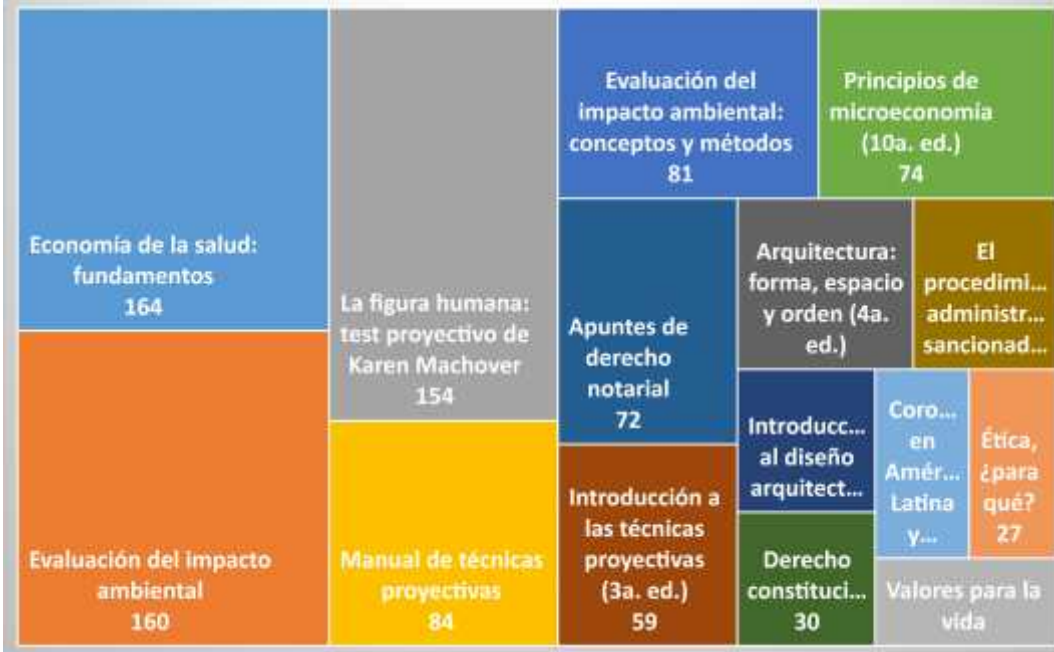 Economía de la salud:
fundamentos
164
Evaluación del impacto
ambiental
160
La figura humana:
test proyectivo de
Karen Machover
154
Manual de técnicas
proyectivas
84
Evaluación del
impacto ambiental:
conceptos y métodos
81
Principios de
microeconomía
(10a. ed.)
74
Apuntes de
derecho
notarial
72
Introducción a
las técnicas
proyectivas
(3a. ed.)
59
Arquitectura:
forma, espacio
y orden (4a.
ed.)
El
procedimi...
administr...
sancionad...
Introducc...
al diseño
arquitect...
Derecho
constituci...
30
Coro...
en
Amér...
Latina
y...
Ética,
¿para
qué?
27
Valores para la
vida